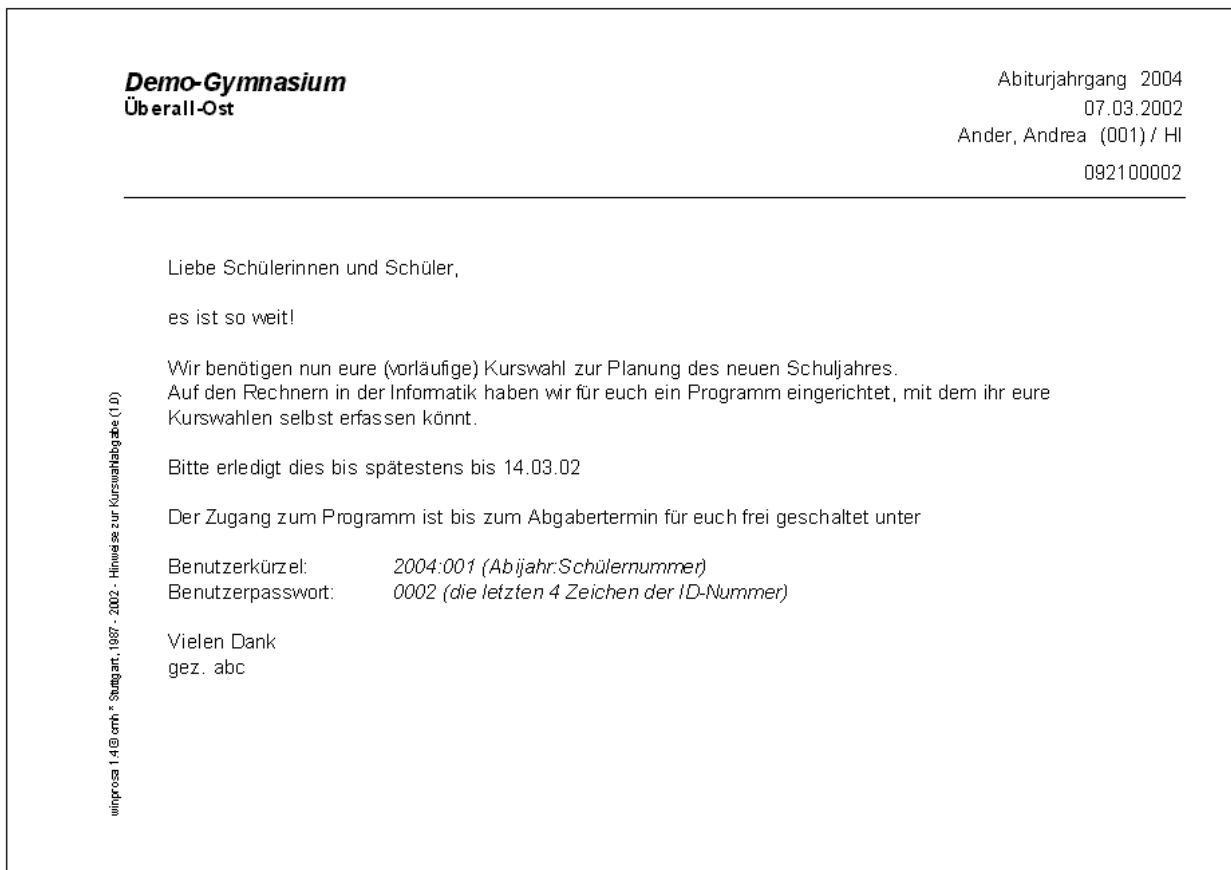 Demo-Gymnasium
Überall-Ost
Abiturjahrgang 2004
07.03.2002
Ander, Andrea (001) / HI
092100002
Liebe Schülerinnen und Schüler,
es ist so weit!
Wir benötigen nun eure (vorläufige) Kurswahl zur Planung des neuen Schuljahres.
Auf den Rechnern in der Informatik haben wir für euch ein Programm eingerichtet, mit dem ihr eure
Kurswahlen selbst erfassen könnt.
Bitte erledigt dies bis spätestens bis 14.03.02
Der Zugang zum Programm ist bis zum Abgabertermin für euch frei geschaltet unter
Benutzerkürzel: 2004:001 (Abijahr:Schülernummer)
Benutzerpasswort: 0002 (die letzten 4 Zeichen der ID-Nummer)
Vielen Dank
gez. abc
winprosa 1.4 © Stuttgart, 1987 - 2002 - Hinweise zur Kurswahlabgabe (1.0)